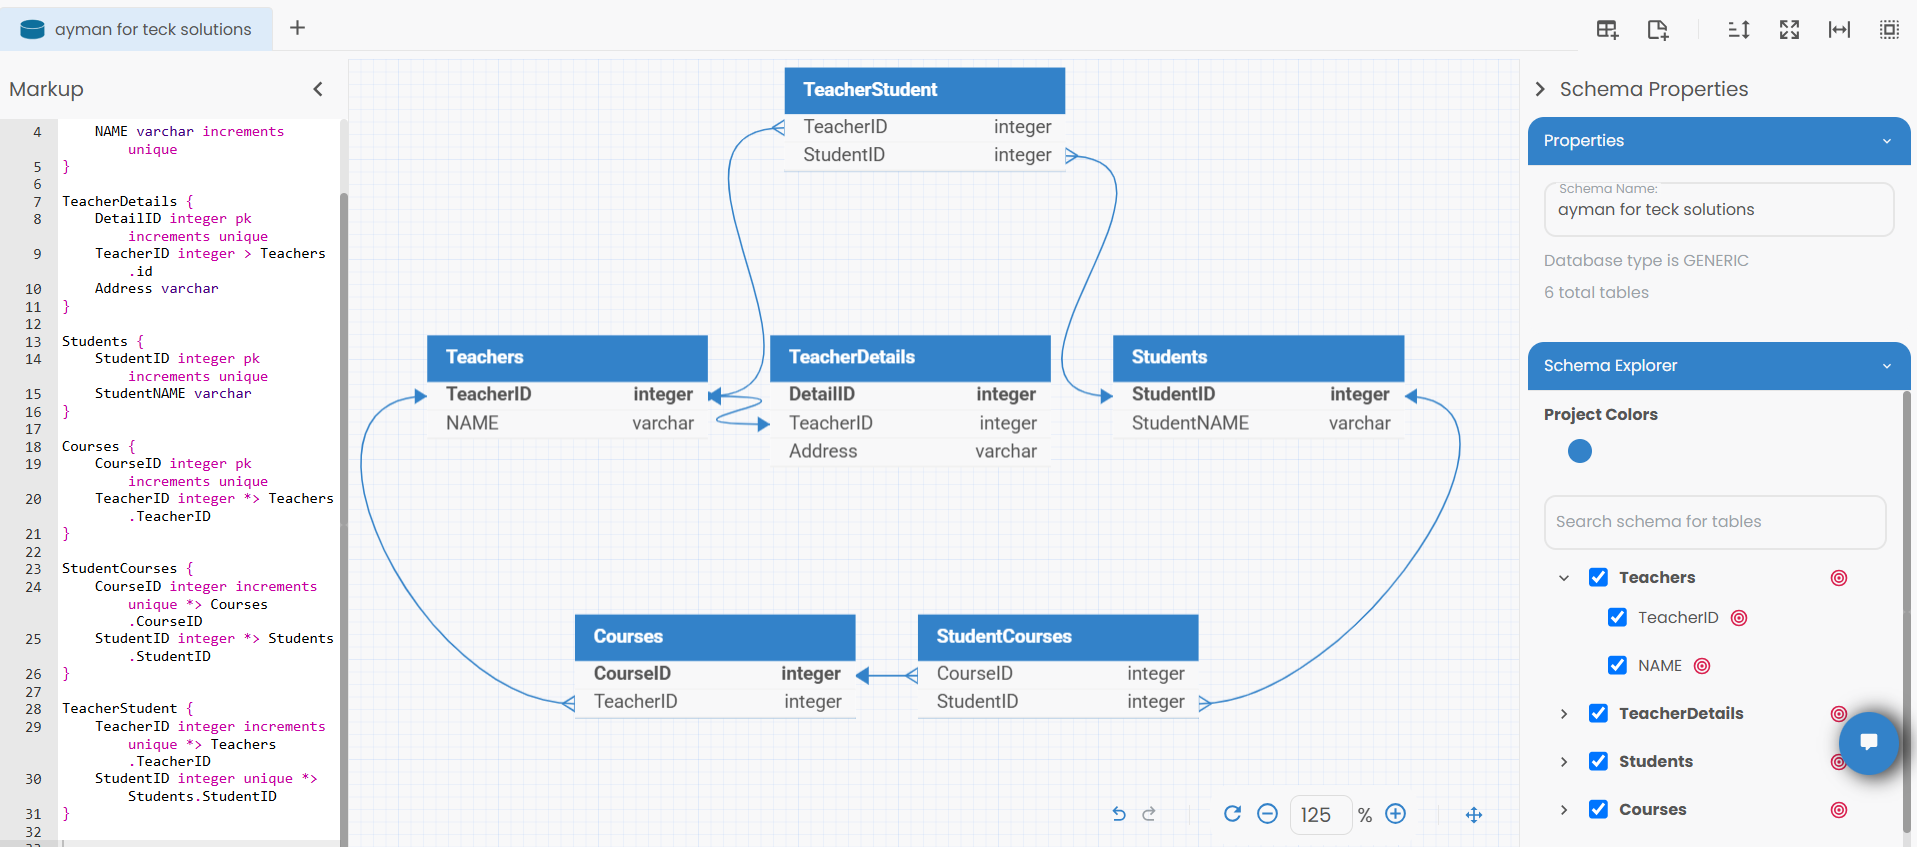 ayman for teck solutions
Markup
4 NAME varchar increments
unique
5 }
6
7 TeacherDetails {
8 DetailID integer pk
increments unique
9 TeacherID integer > Teachers
.id
10 Address varchar
11 }
12
13 Students {
14 StudentID integer pk
increments unique
15 StudentNAME varchar
16 }
17
18 Courses {
19 CourseID integer pk
increments unique
20 TeacherID integer *> Teachers
.TeacherID
21 }
22
23 StudentCourses {
24 CourseID integer increments
unique *> Courses
.CourseID
25 StudentID integer *> Students
.StudentID
26 }
27
28 TeacherStudent {
29 TeacherID integer increments
unique *> Teachers
.TeacherID
30 StudentID integer unique *>
Students.StudentID
31 }
32
TeacherStudent
TeacherID integer
StudentID integer
Teachers
TeacherID integer
NAME varchar
TeacherDetails
DetailID integer
TeacherID integer
Address varchar
Students
StudentID integer
StudentNAME varchar
Courses
CourseID integer
TeacherID integer
StudentCourses
CourseID integer
StudentID integer
125 %
Schema Properties
Properties
Schema Name:
ayman for teck solutions
Database type is GENERIC
6 total tables
Schema Explorer
Project Colors
Search schema for tables
Teachers
TeacherID
NAME
TeacherDetails
Students
Courses